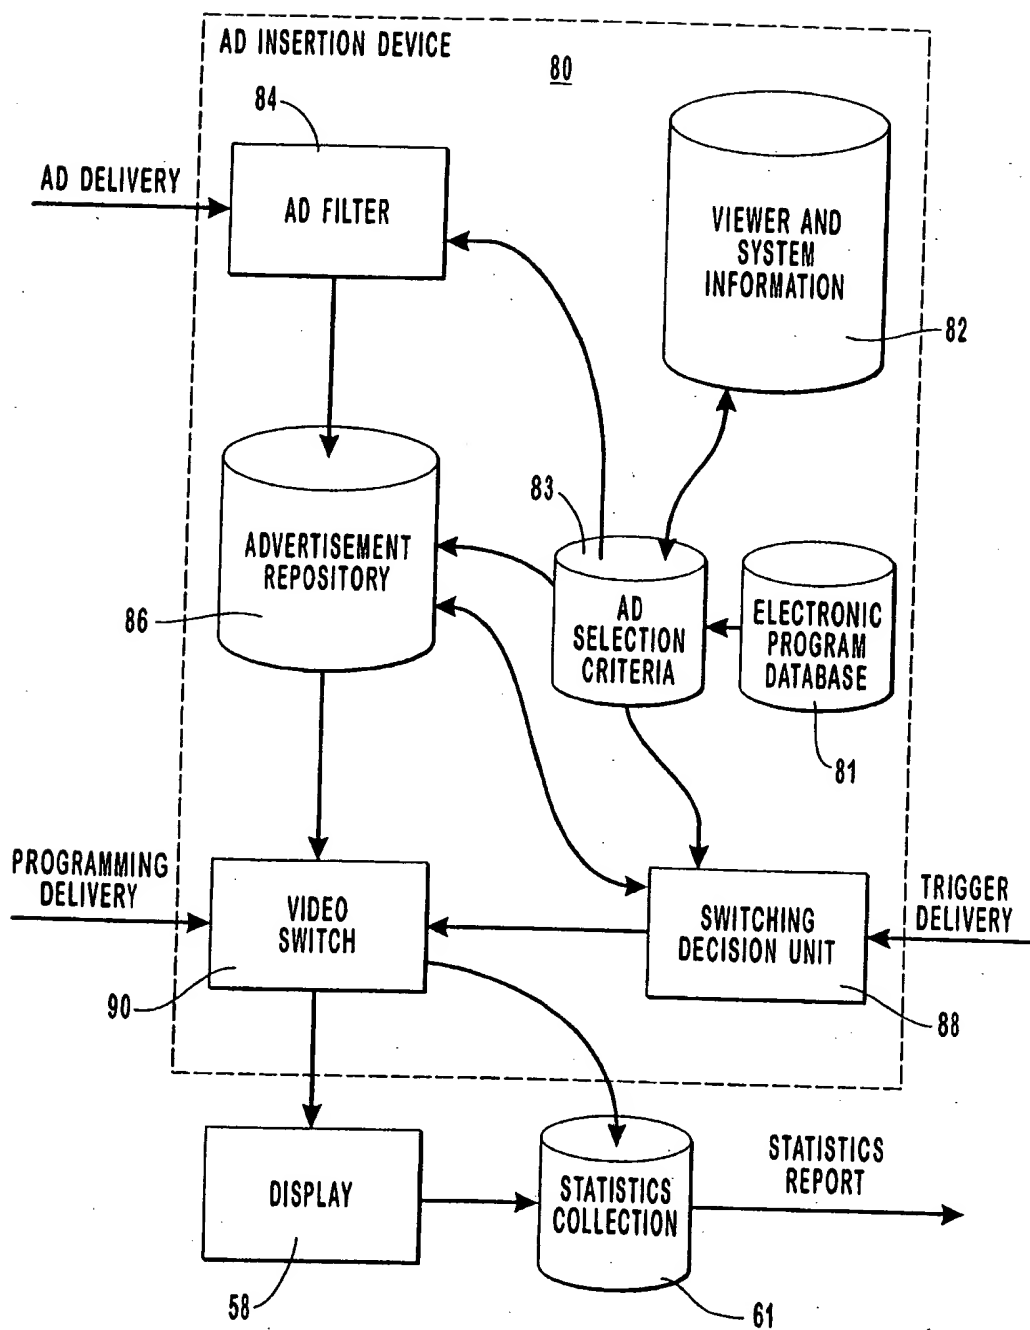 AD INSERTION DEVICE
80
84
AD DELIVERY
AD FILTER
VIEWER AND
SYSTEM
INFORMATION
82
83
ADVERTISEMENT
REPOSITORY
86
AD
SELECTION
CRITERIA
ELECTRONIC
PROGRAM
DATABASE
81
PROGRAMMING
DELIVERY
VIDEO
SWITCH
90
SWITCHING
DECISION UNIT
88
TRIGGER
DELIVERY
DISPLAY
58
STATISTICS
COLLECTION
61
STATISTICS
REPORT